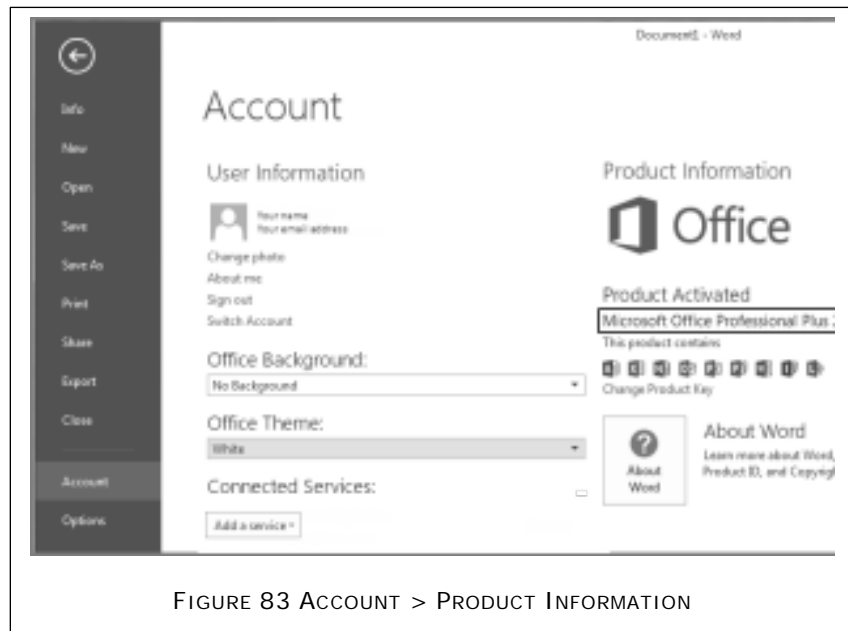 Document1 - Word
Info
New
Open
Save
Save As
Print
Share
Export
Close
Account
Options
Account
User Information
Your name
Your email address
Change photo
About me
Sign out
Switch Account
Office Background:
No Background
Office Theme:
White
Connected Services:
Add a service
Product Information
Office
Product Activated
Microsoft Office Professional Plus
This product contains
Change Product Key
About
Word
About Word
Learn more about Word,
Product ID, and Copyrig
FIGURE 83 ACCOUNT > PRODUCT INFORMATION